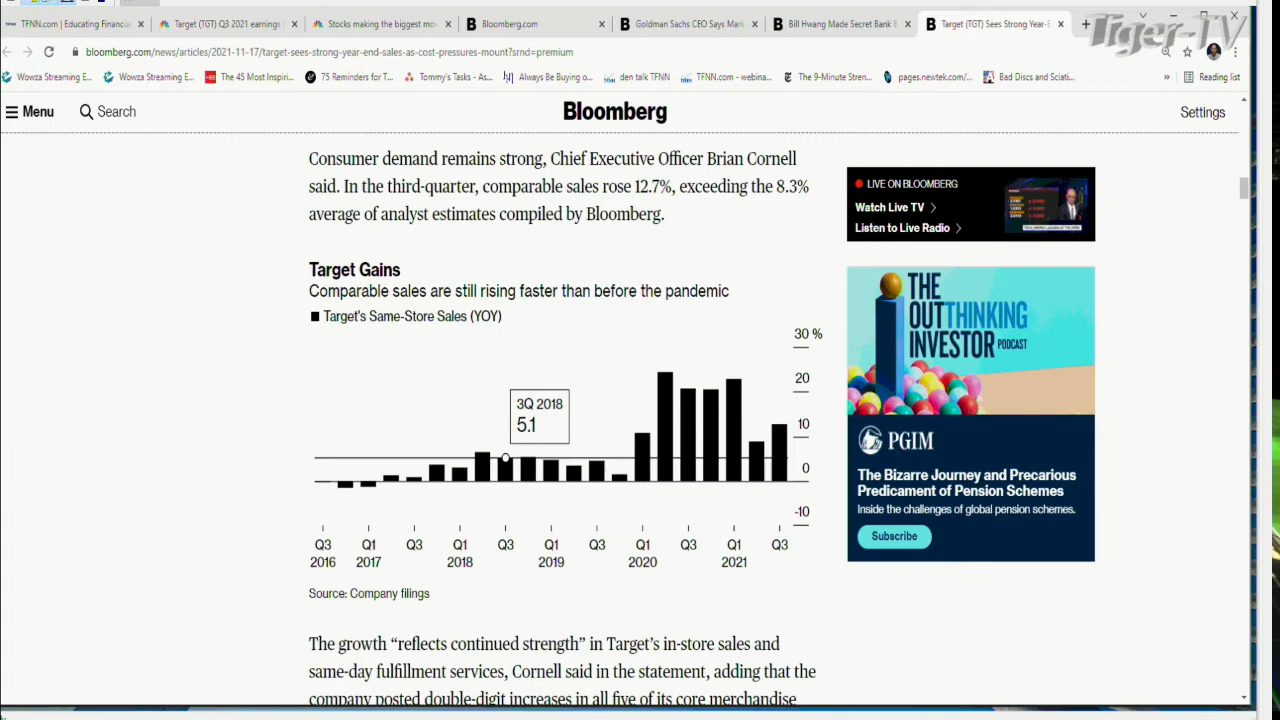 TFNN.com | Educating Financia
Target (TGT) Q3 2021 earnings
Stocks making the biggest mov
Bloomberg.com
Goldman Sachs CEO Says Mark
Bill Hwang Made Secret Bank B
Target (TGT) Sees Strong Year-E
Tiger-TV
bloomberg.com/news/articles/2021-11-17/target-sees-strong-year-end-sales-as-cost-pressures-mount?srnd=premium
Wowza Streaming E...
Wowza Streaming E...
The 45 Most Inspiri...
75 Reminders for T...
Tommy's Tasks - As...
Always Be Buying o...
den talk TFNN
TFNN.com - webina...
The 9-Minute Stren...
pages.newtek.com/...
Bad Discs and Sciati...
»
Reading list
Menu
Search
Bloomberg
Settings
Consumer demand remains strong, Chief Executive Officer Brian Cornell
said. In the third-quarter, comparable sales rose 12.7%, exceeding the 8.3%
average of analyst estimates compiled by Bloomberg.
LIVE ON BLOOMBERG
Watch Live TV
Listen to Live Radio
Target Gains
Comparable sales are still rising faster than before the pandemic
Target's Same-Store Sales (YOY)
30 %
20
10
0
-10
3Q 2018
5.1
Q3 Q1 Q3 Q1 Q3 Q1 Q3 Q1 Q3 Q1 Q3
2016 2017 2018 2019 2020 2021
Source: Company filings
THE
OUTTHINKING
INVESTOR PODCAST
PGIM
The Bizarre Journey and Precarious
Predicament of Pension Schemes
Inside the challenges of global pension schemes.
Subscribe
The growth “reflects continued strength” in Target’s in-store sales and
same-day fulfillment services, Cornell said in the statement, adding that the
company posted double-digit increases in all five of its core merchandise